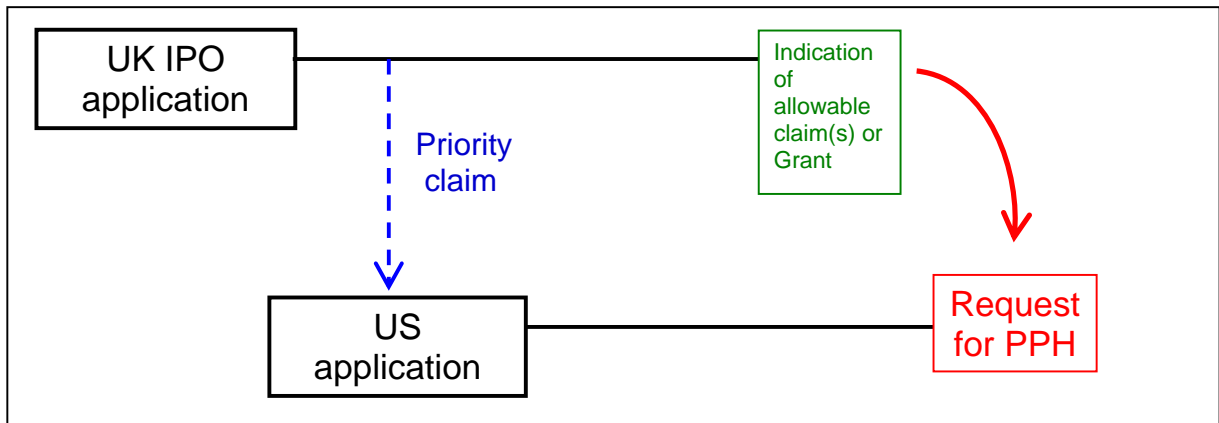 UK IPO
application
Indication
of
allowable
claim(s) or
Grant
Priority
claim
US
application
Request
for PPH